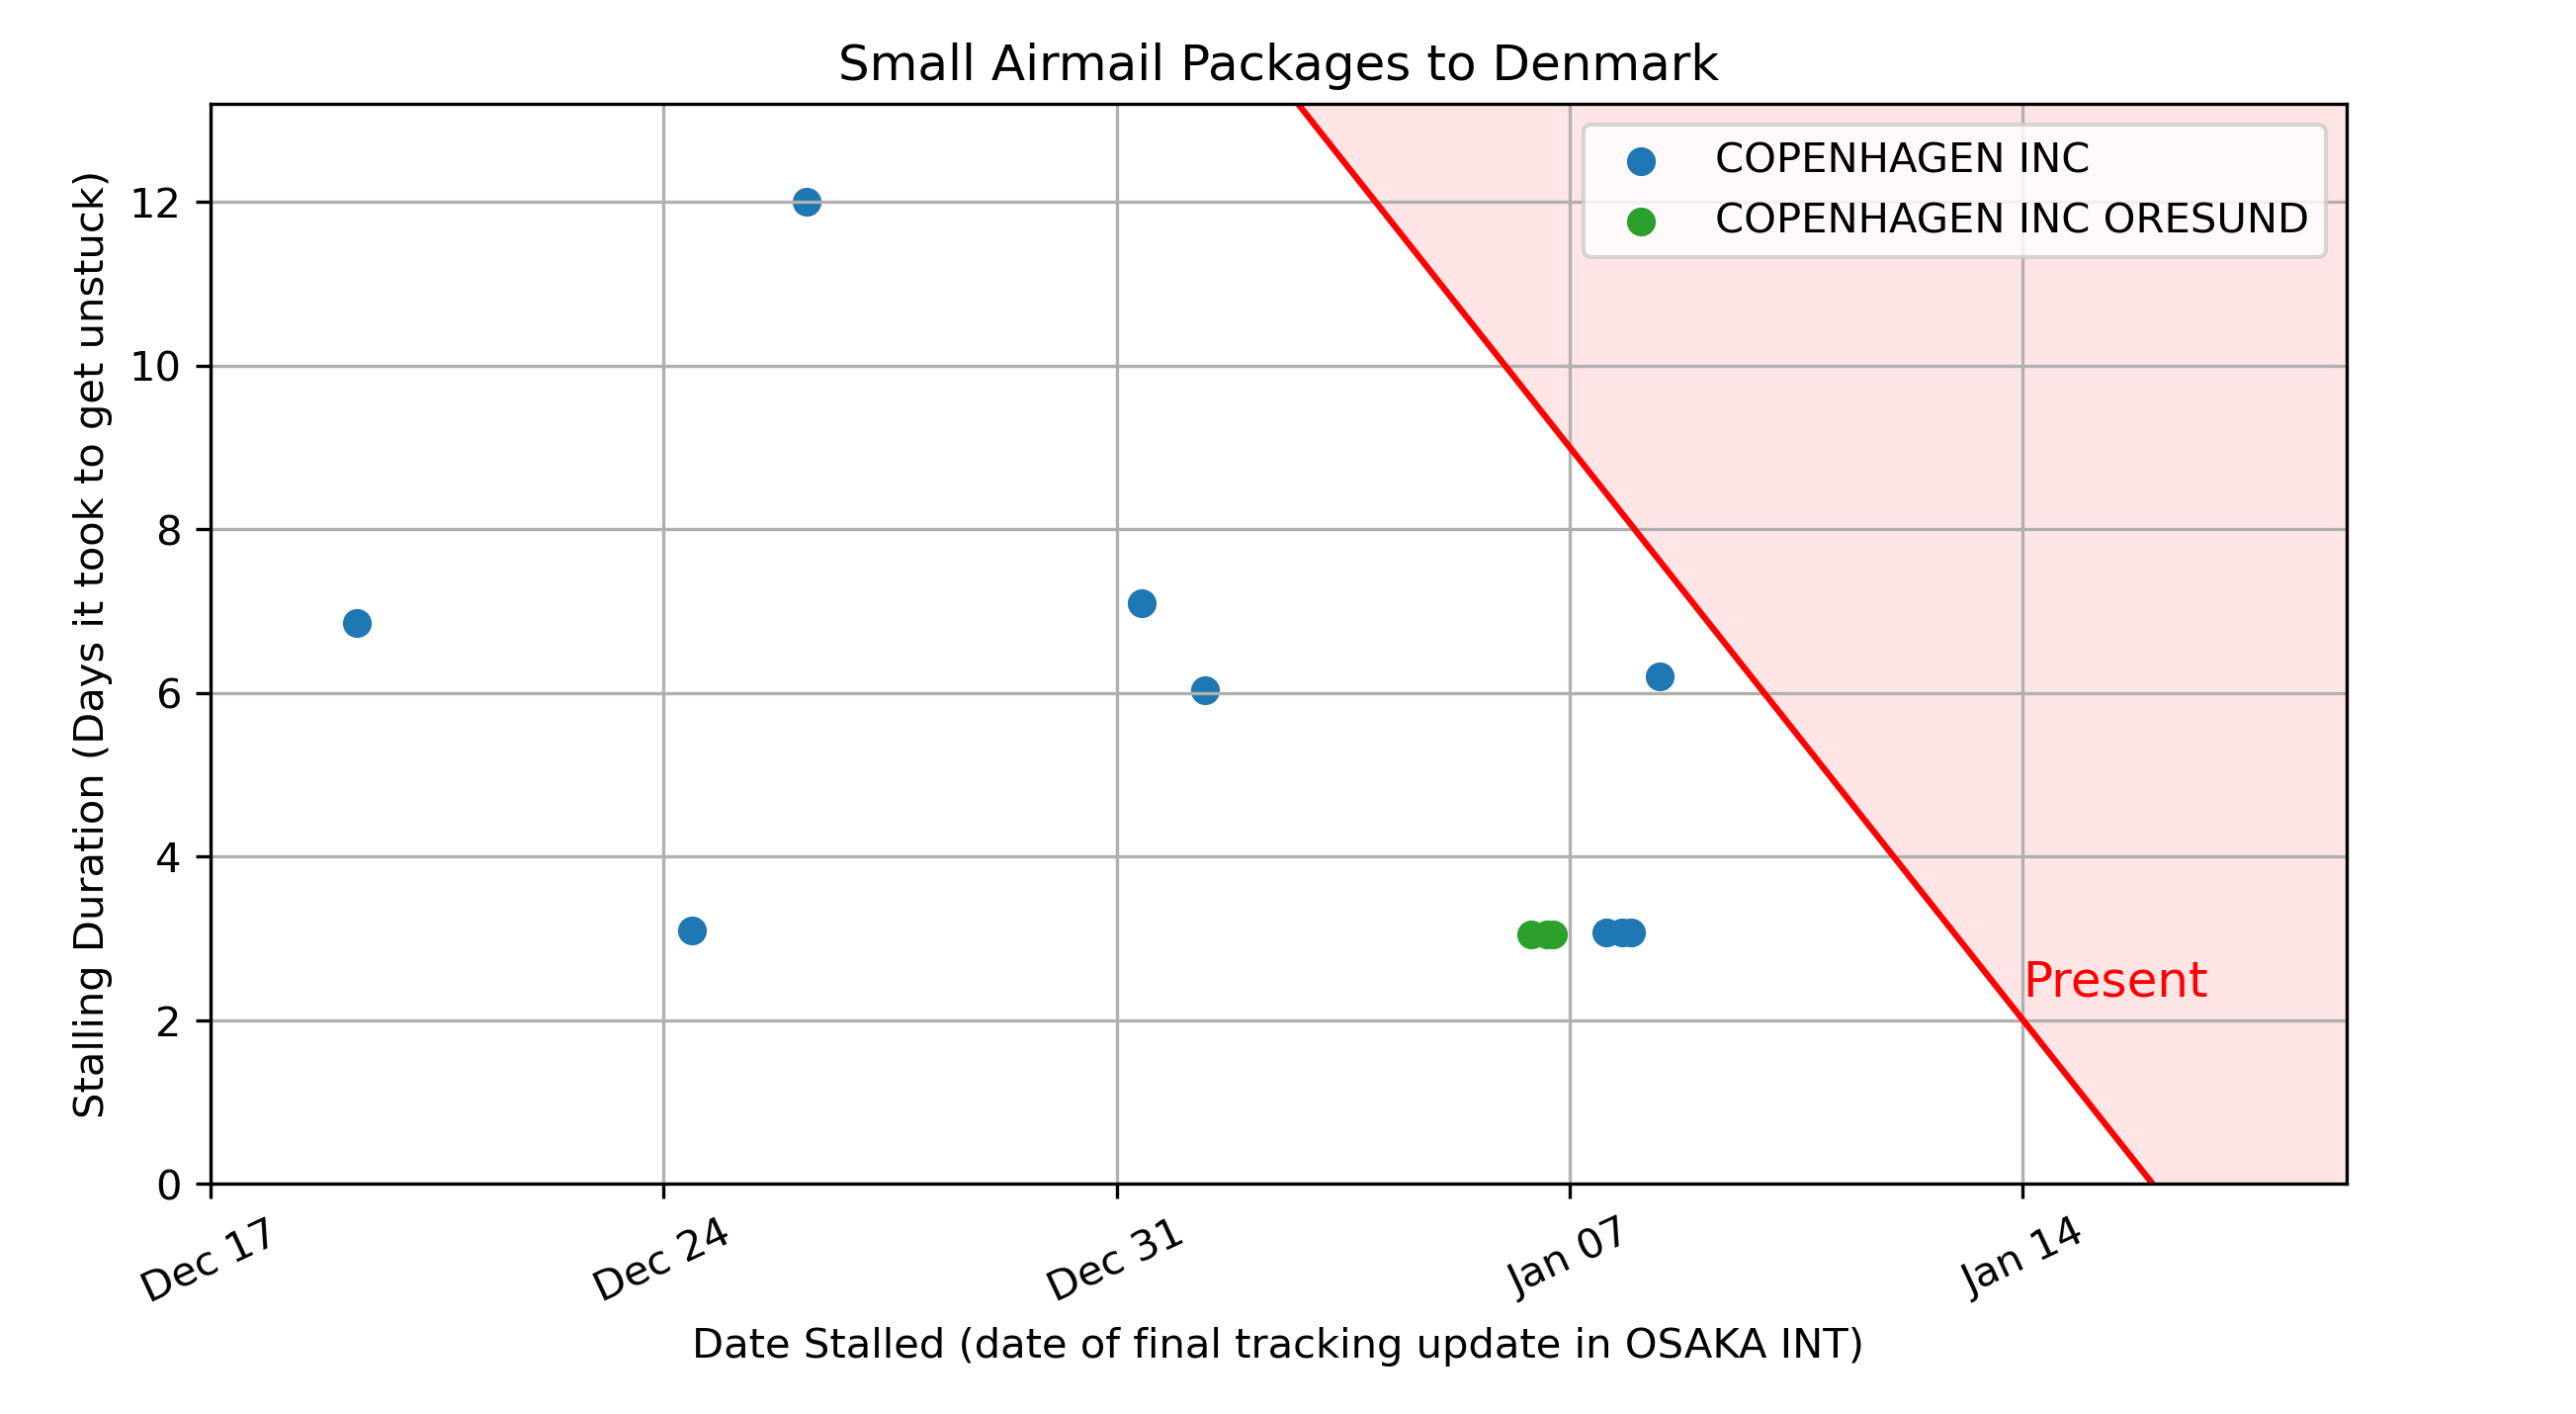 Small Airmail Packages to Denmark
COPENHAGEN INC
COPENHAGEN INC ORESUND
Stalling Duration (Days it took to get unstuck)
12
10
8
6
4
2
0
Present
Dec 17
Dec 24
Dec 31
Jan 07
Jan 14
Date Stalled (date of final tracking update in OSAKA INT)